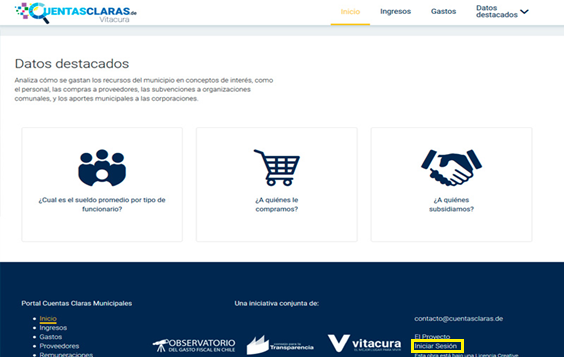 CUENTASCLARAS.de
Vitacura
Inicio
Ingresos
Gastos
Datos
destacados
Datos destacados
Analiza cómo se gastan los recursos del municipio en conceptos de interés, como
el personal, las compras a proveedores, las subvenciones a organizaciones
comunales, y los aportes municipales a las corporaciones.
¿Cual es el sueldo promedio por tipo de
funcionario?
¿A quiénes le
compramos?
¿A quiénes
subsidiamos?
Portal Cuentas Claras Municipales
Inicio
Ingresos
Gastos
Proveedores
Remuneraciones
Una iniciativa conjunta de:
OBSERVATORIO
DEL GASTO FISCAL EN CHILE
Transparencia
vitacura
contacto@cuentasclaras.de
El Proyecto
Iniciar Sesión
Esta obra está bajo una Licencia Creative